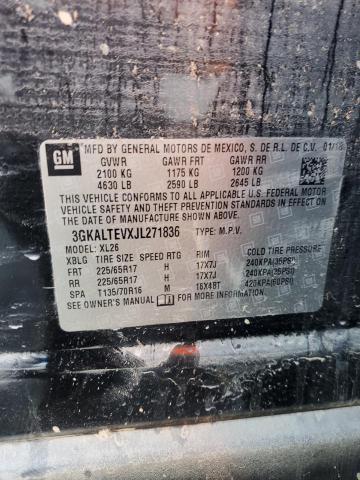 GM
MFD BY GENERAL MOTORS DE MEXICO, S. DE R.L. DE C.V. 01/18
GVWR GAWR FRT GAWR RR
2100 KG 1175 KG 1200 KG
4630 LB 2590 LB 2645 LB
THIS VEHICLE CONFORMS TO ALL APPLICABLE U.S. FEDERAL MOTOR
VEHICLE SAFETY, BUMPER, AND THEFT PREVENTION STANDARDS IN EFFECT ON
THE DATE OF MANUFACTURE SHOWN ABOVE.
3GKALTEVXJL271836 TYPE: M.P.V.
MODEL: XL26
XBLG TIRE SIZE SPEED RTG RIM COLD TIRE PRESSURE
FRT 225/65R17 H 17X7J 240KPA(35PSI)
RR 225/65R17 H 17X7J 240KPA(35PSI)
SPA T135/70R16 M 16X4BT 420KPA(60PSI)
SEE OWNER'S MANUAL FOR MORE INFORMATION.